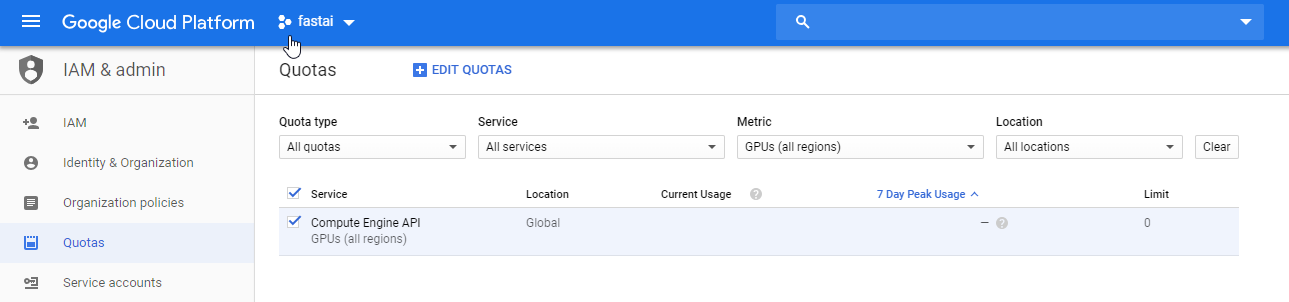 Google Cloud Platform fastai
IAM & admin
Quotas EDIT QUOTAS
IAM
Identity & Organization
Organization policies
Quotas
Service accounts
Quota type Service Metric Location
All quotas All services GPUs (all regions) All locations Clear
Service Location Current Usage ? 7 Day Peak Usage Limit
Compute Engine API Global – ? 0
GPUs (all regions)